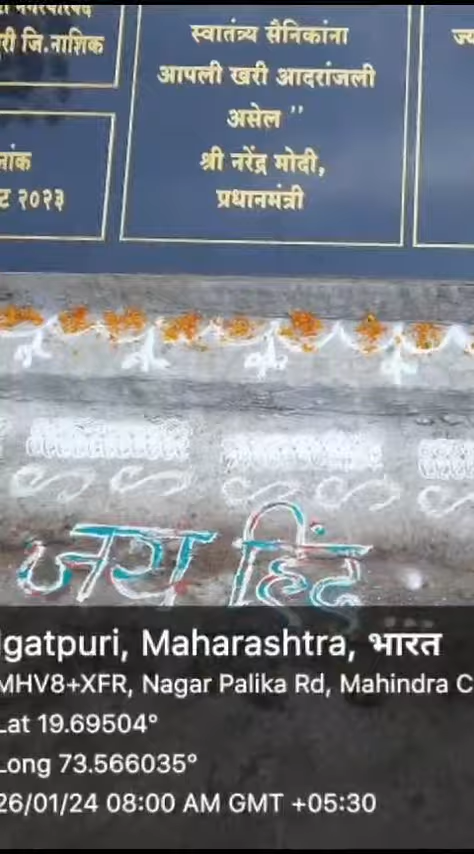 री जि.नाशिक
स्वातंत्र्य सैनिकांना
आपली खरी आदरांजली
असेल ''
श्री नरेंद्र मोदी,
प्रधानमंत्री
२०२३
जय हिंद
Igatpuri, Maharashtra, भारत
MHV8+XFR, Nagar Palika Rd, Mahindra C
Lat 19.69504°
Long 73.566035°
26/01/24 08:00 AM GMT +05:30